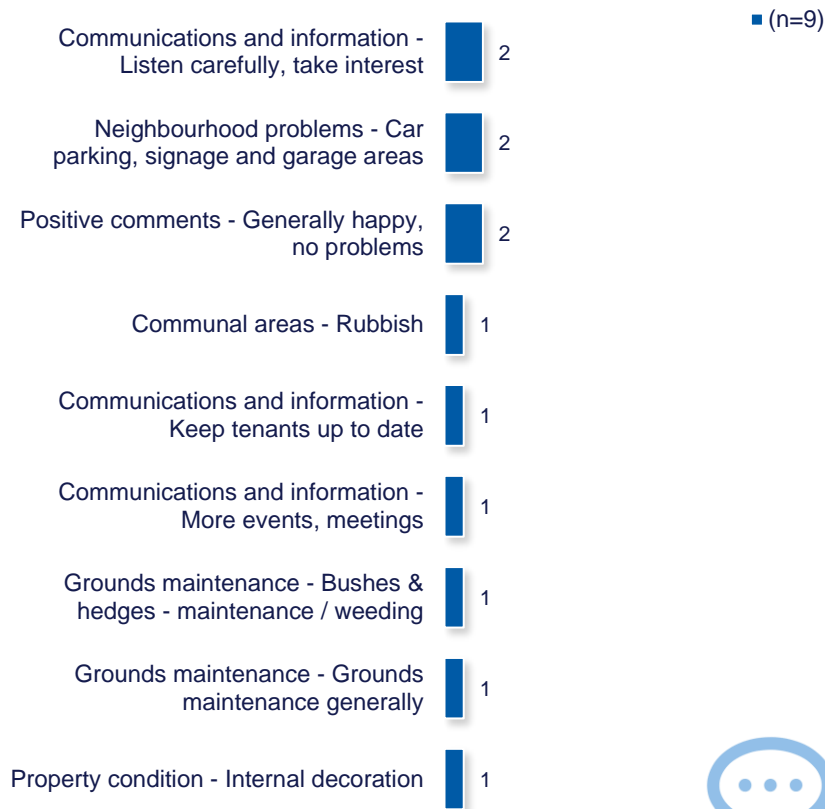 (n=9)
Communications and information -
Listen carefully, take interest
2
Neighbourhood problems - Car
parking, signage and garage areas
2
Positive comments - Generally happy,
no problems
2
Communal areas - Rubbish
1
Communications and information -
Keep tenants up to date
1
Communications and information -
More events, meetings
1
Grounds maintenance - Bushes &
hedges - maintenance / weeding
1
Grounds maintenance - Grounds
maintenance generally
1
Property condition - Internal decoration
1